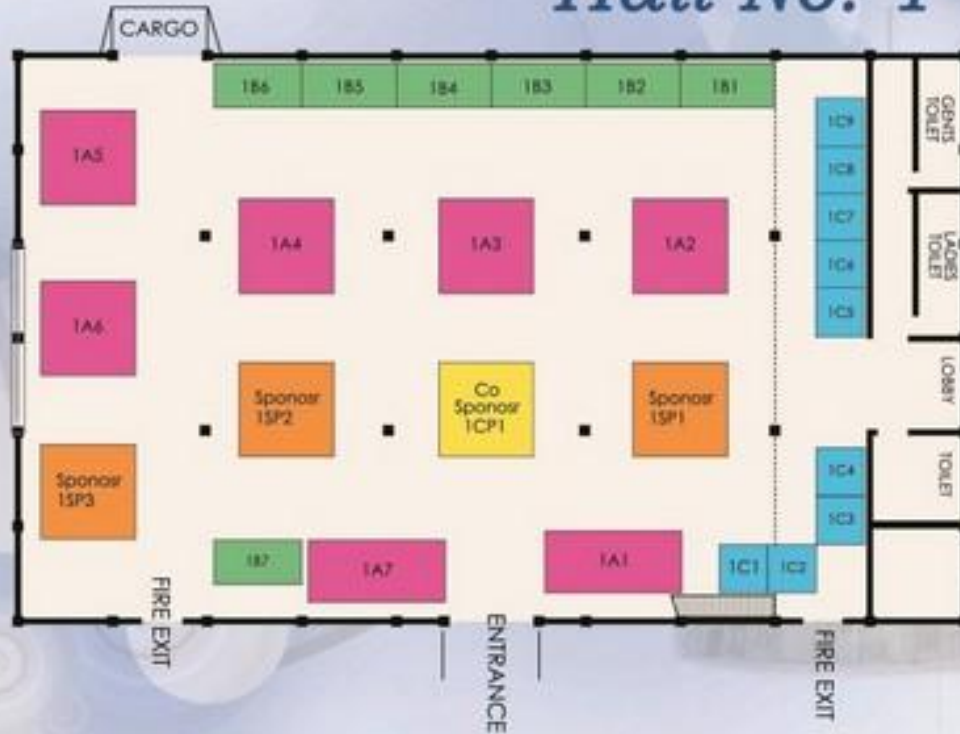 Hall No. 1
CARGO
1B6 1B5 1B4 1B3 1B2 1B1
1C9
GENTS
TOILET
1A5
1C8
1C7
LADIES
TOILET
1A4 1A3 1A2
1C6
1C5
1A6
LOBBY
Sponosr
1SP2
Co
Sponosr
1CP1
Sponosr
1SP1
1C4
TOILET
Sponosr
1SP3
1C3
1B7 1A7 1A1 1C1 1C2
FIRE EXIT
ENTRANCE
FIRE EXIT